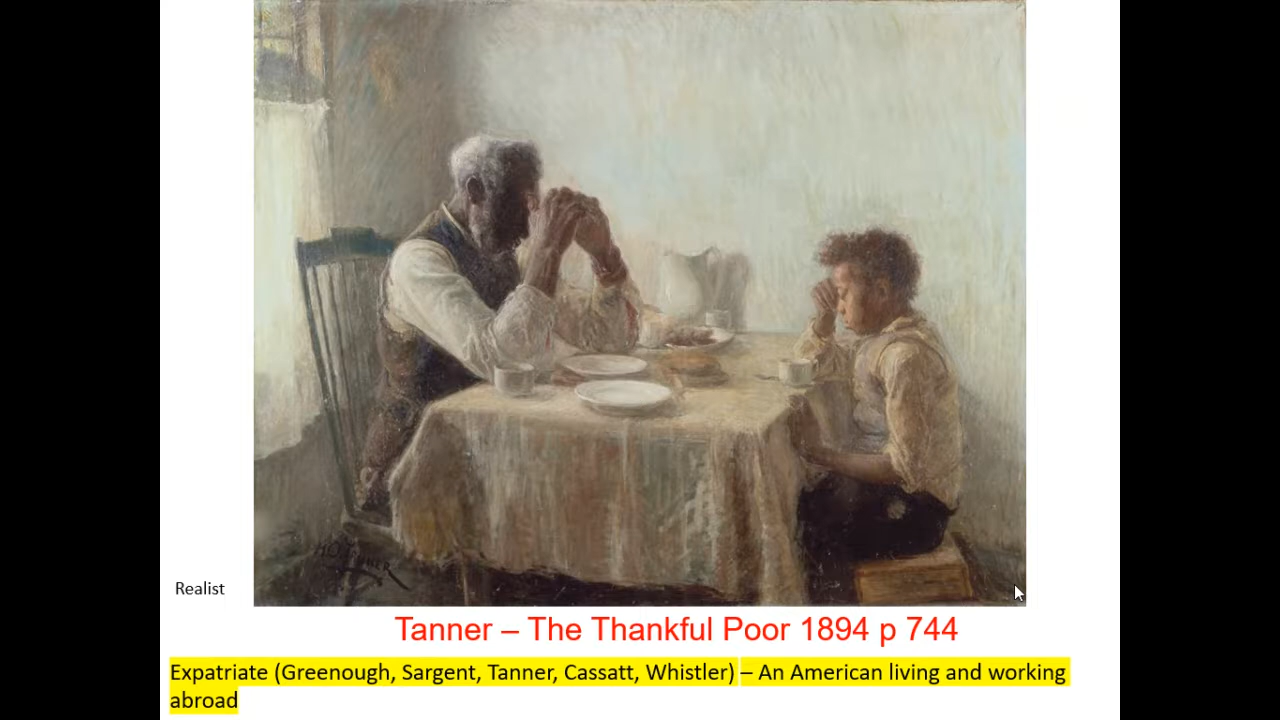 H.O.TANNER
Realist
Tanner – The Thankful Poor 1894 p 744
Expatriate (Greenough, Sargent, Tanner, Cassatt, Whistler) – An American living and working
abroad